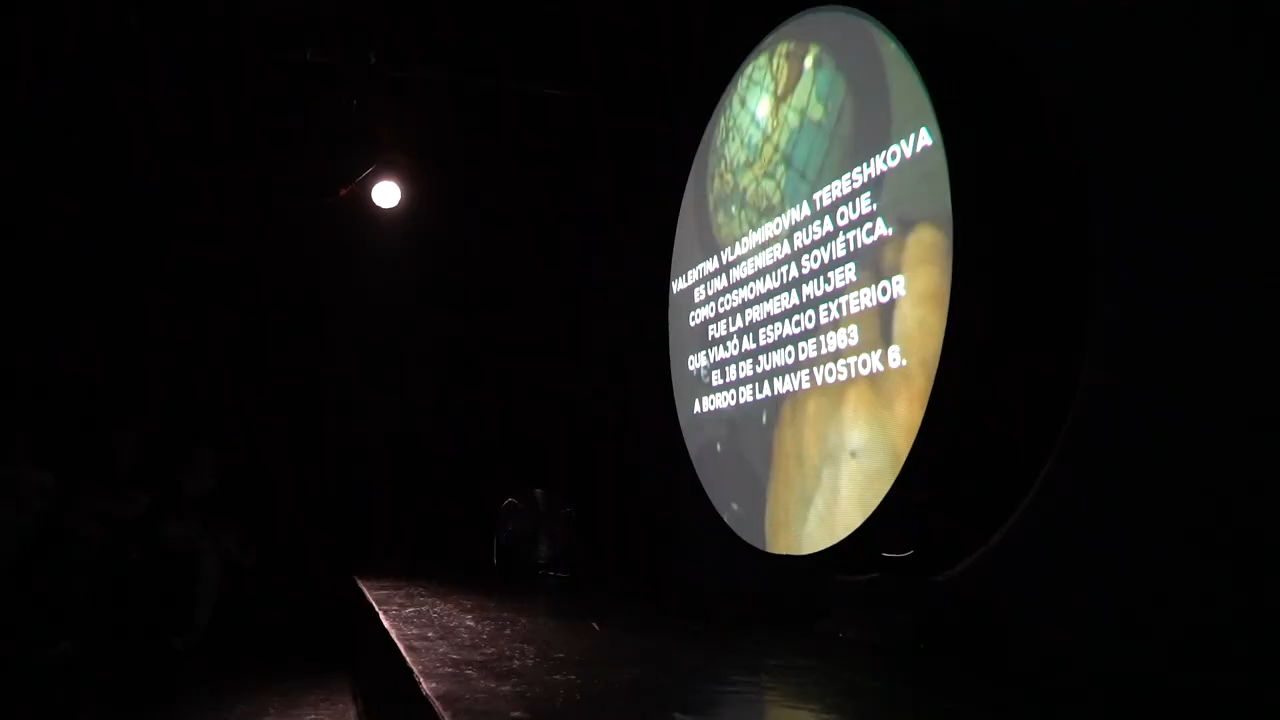 VALENTINA VLADÍMIROVNA TERESHKOVA
ES UNA INGENIERA RUSA QUE,
COMO COSMONAUTA SOVIÉTICA,
FUE LA PRIMERA MUJER
QUE VIAJÓ AL ESPACIO EXTERIOR
EL 16 DE JUNIO DE 1963
A BORDO DE LA NAVE VOSTOK 6.